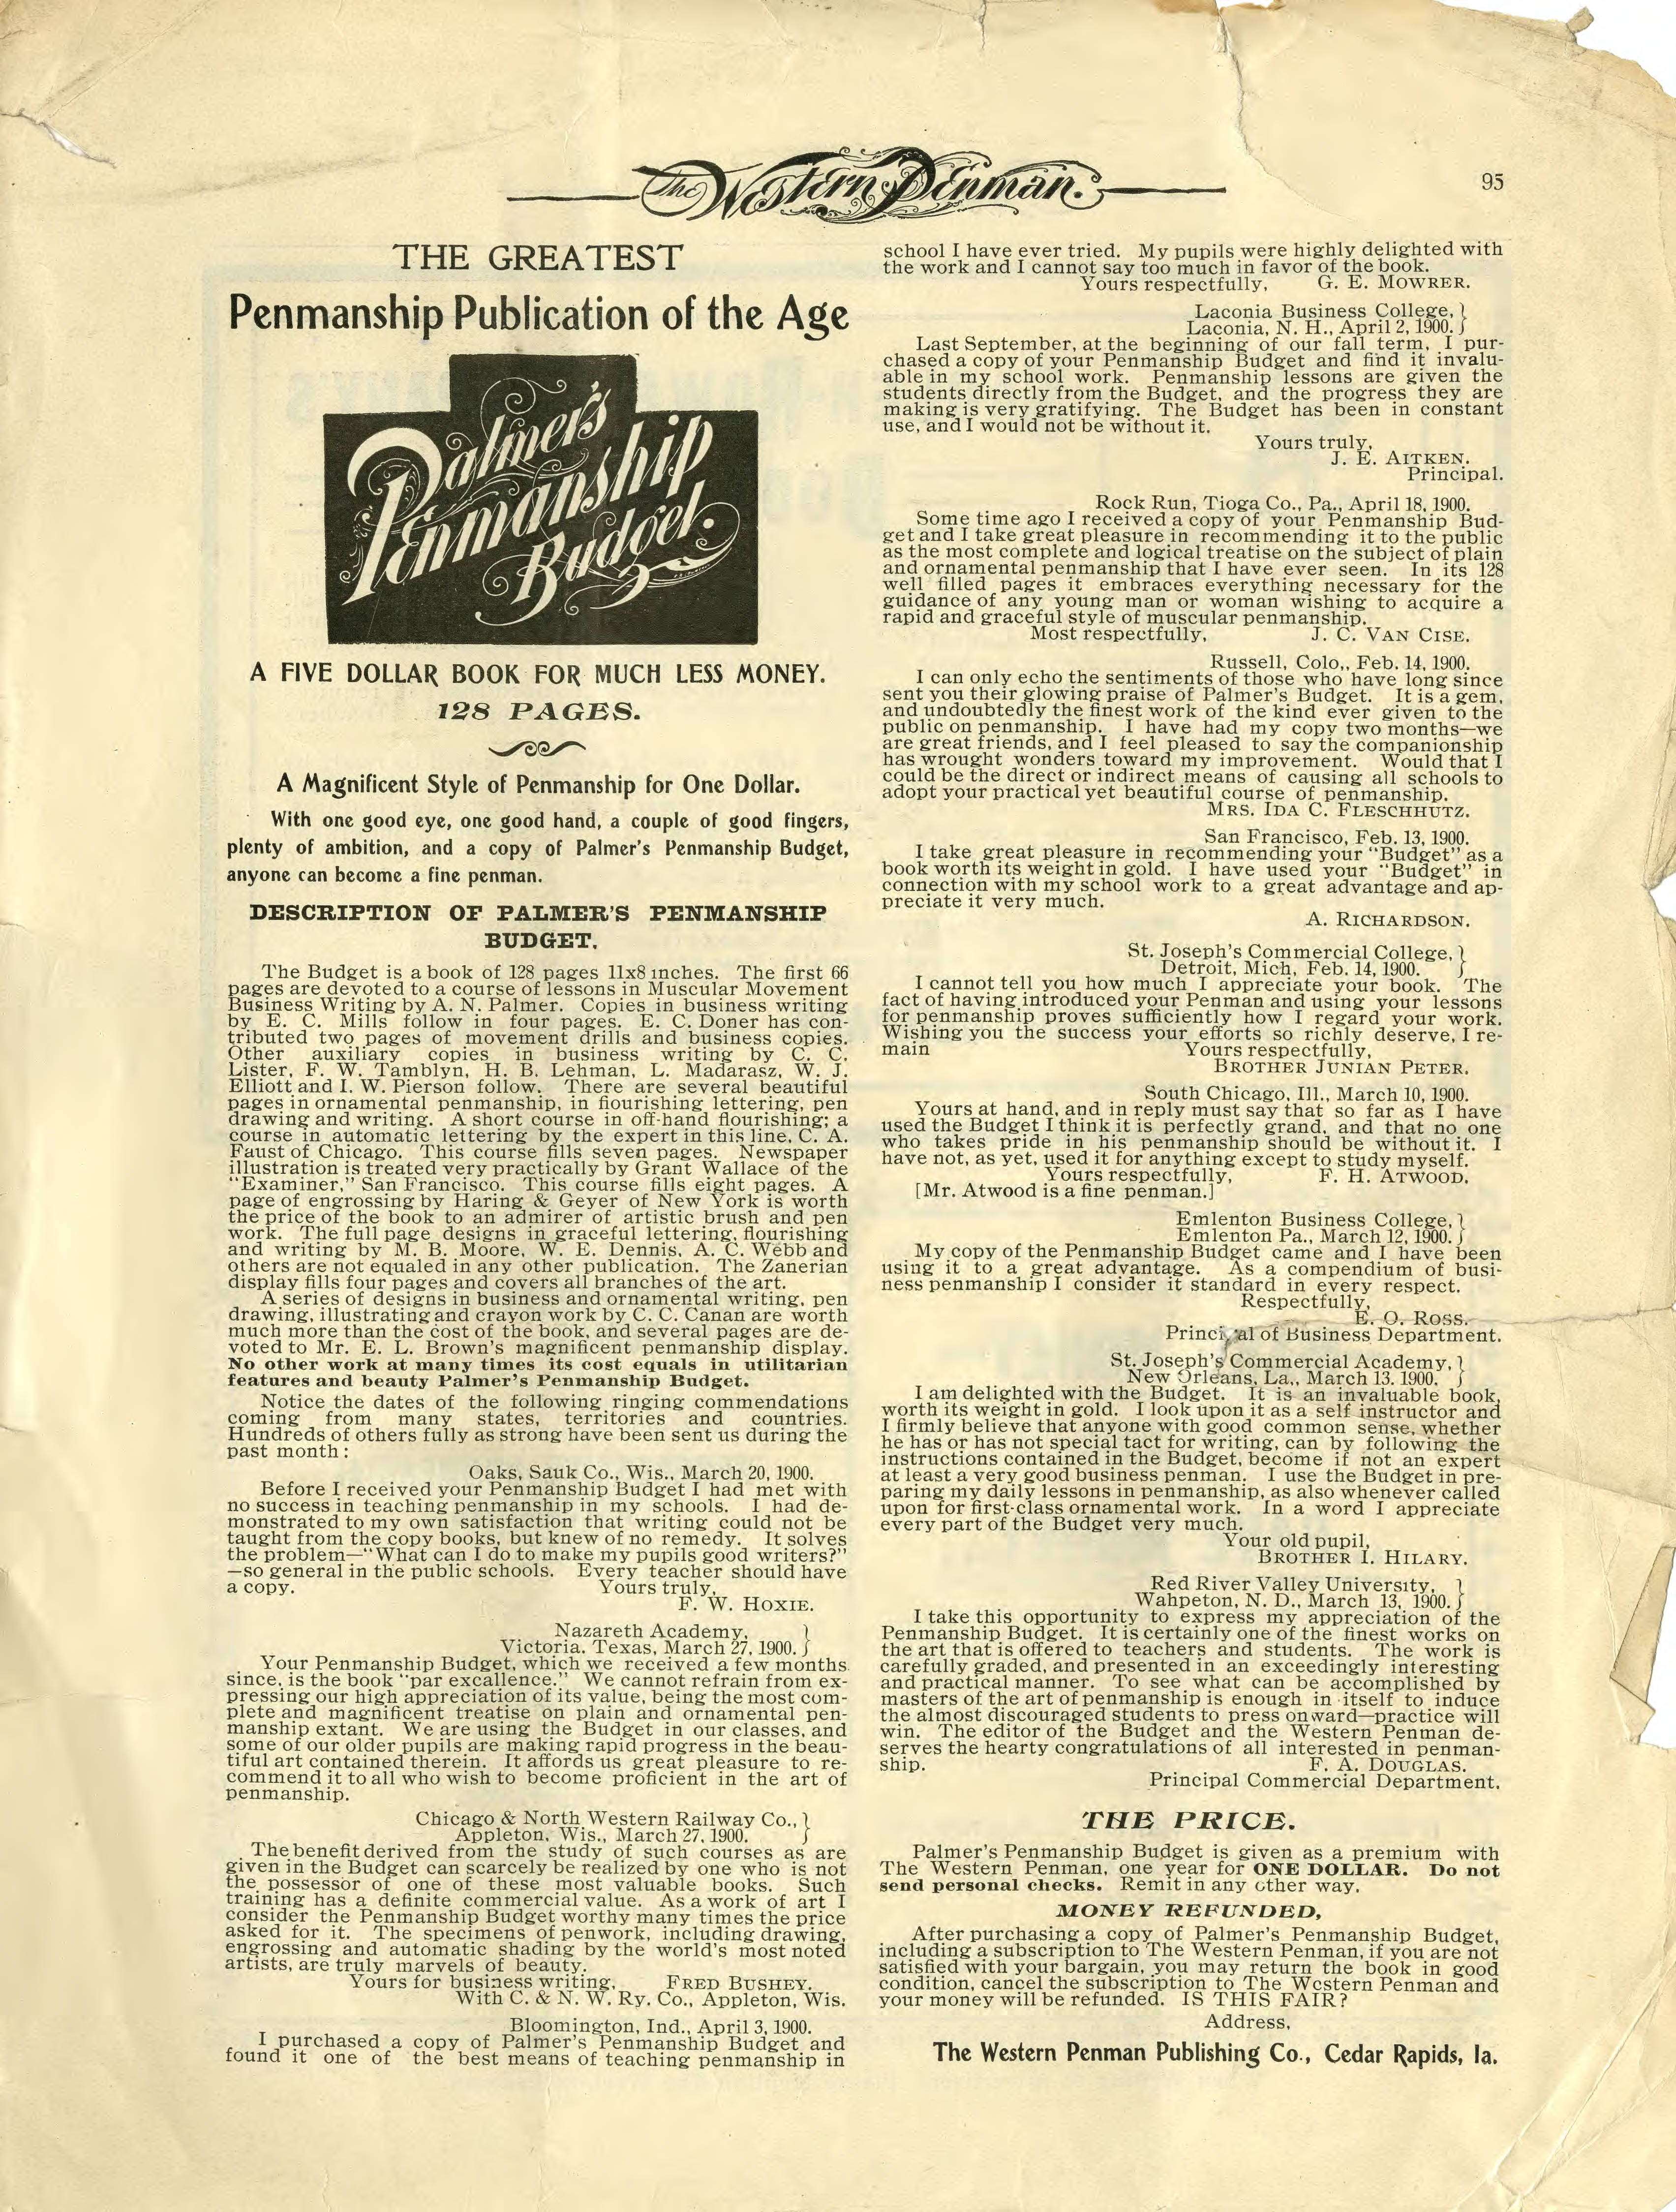 The Western Penman.
95
THE GREATEST
Penmanship Publication of the Age
Palmer's
Penmanship
Budget.
A FIVE DOLLAR BOOK FOR MUCH LESS MONEY.
128 PAGES.
A Magnificent Style of Penmanship for One Dollar.
With one good eye, one good hand, a couple of good fingers,
plenty of ambition, and a copy of Palmer's Penmanship Budget,
anyone can become a fine penman.
DESCRIPTION OF PALMER'S PENMANSHIP
BUDGET.
The Budget is a book of 128 pages 11x8 inches. The first 66
pages are devoted to a course of lessons in Muscular Movement
Business Writing by A. N. Palmer. Copies in business writing
by E. C. Mills follow in four pages. E. C. Doner has con-
tributed two pages of movement drills and business copies.
Other auxiliary copies in business writing by C. C.
Lister, F. W. Tamblyn, H. B. Lehman, L. Madarasz, W. J.
Elliott and I. W. Pierson follow. There are several beautiful
pages in ornamental penmanship, in flourishing lettering, pen
drawing and writing. A short course in off-hand flourishing; a
course in automatic lettering by the expert in this line, C. A.
Faust of Chicago. This course fills seven pages. Newspaper
illustration is treated very practically by Grant Wallace of the
"Examiner," San Francisco. This course fills eight pages. A
page of engrossing by Haring & Geyer of New York is worth
the price of the book to an admirer of artistic brush and pen
work. The full page designs in graceful lettering, flourishing
and writing by M. B. Moore, W. E. Dennis, A. C. Webb and
others are not equaled in any other publication. The Zanerian
display fills four pages and covers all branches of the art.
A series of designs in business and ornamental writing, pen
drawing, illustrating and crayon work by C. C. Canan are worth
much more than the cost of the book, and several pages are de-
voted to Mr. E. L. Brown's magnificent penmanship display.
No other work at many times its cost equals in utilitarian
features and beauty Palmer's Penmanship Budget.
Notice the dates of the following ringing commendations
coming from many states, territories and countries.
Hundreds of others fully as strong have been sent us during the
past month:
Oaks, Sauk Co., Wis., March 20, 1900.
Before I received your Penmanship Budget I had met with
no success in teaching penmanship in my schools. I had de-
monstrated to my own satisfaction that writing could not be
taught from the copy books, but knew of no remedy. It solves
the problem—"What can I do to make my pupils good writers?"
—so general in the public schools. Every teacher should have
a copy. Yours truly,
F. W. HOXIE.
Nazareth Academy, }
Victoria. Texas, March 27, 1900. }
Your Penmanship Budget, which we received a few months
since, is the book "par excallence." We cannot refrain from ex-
pressing our high appreciation of its value, being the most com-
plete and magnificent treatise on plain and ornamental pen-
manship extant. We are using the Budget in our classes, and
some of our older pupils are making rapid progress in the beau-
tiful art contained therein. It affords us great pleasure to re-
commend it to all who wish to become proficient in the art of
penmanship.
Chicago & North Western Railway Co., }
Appleton, Wis., March 27, 1900. }
The benefit derived from the study of such courses as are
given in the Budget can scarcely be realized by one who is not
the possessor of one of these most valuable books. Such
training has a definite commercial value. As a work of art I
consider the Penmanship Budget worthy many times the price
asked for it. The specimens of penwork, including drawing,
engrossing and automatic shading by the world's most noted
artists, are truly marvels of beauty.
Yours for business writing, FRED BUSHEY.
With C. & N. W. Ry. Co., Appleton, Wis.
Bloomington, Ind., April 3, 1900.
I purchased a copy of Palmer's Penmanship Budget and
found it one of the best means of teaching penmanship in
school I have ever tried. My pupils were highly delighted with
the work and I cannot say too much in favor of the book.
Yours respectfully, G. E. MOWRER.
Laconia Business College, }
Laconia, N. H., April 2, 1900. }
Last September, at the beginning of our fall term, I pur-
chased a copy of your Penmanship Budget and find it invalu-
able in my school work. Penmanship lessons are given the
students directly from the Budget, and the progress they are
making is very gratifying. The Budget has been in constant
use, and I would not be without it.
Yours truly,
J. E. AITKEN.
Principal.
Rock Run, Tioga Co., Pa., April 18, 1900.
Some time ago I received a copy of your Penmanship Bud-
get and I take great pleasure in recommending it to the public
as the most complete and logical treatise on the subject of plain
and ornamental penmanship that I have ever seen. In its 128
well filled pages it embraces everything necessary for the
guidance of any young man or woman wishing to acquire a
rapid and graceful style of muscular penmanship.
Most respectfully, J. C. VAN CISE.
Russell, Colo,, Feb. 14, 1900.
I can only echo the sentiments of those who have long since
sent you their glowing praise of Palmer's Budget. It is a gem,
and undoubtedly the finest work of the kind ever given to the
public on penmanship. I have had my copy two months—we
are great friends, and I feel pleased to say the companionship
has wrought wonders toward my improvement. Would that I
could be the direct or indirect means of causing all schools to
adopt your practical yet beautiful course of penmanship.
MRS. IDA C. FLESCHHUTZ.
San Francisco, Feb. 13, 1900.
I take great pleasure in recommending your "Budget" as a
book worth its weight in gold. I have used your "Budget" in
connection with my school work to a great advantage and ap-
preciate it very much.
A. RICHARDSON.
St. Joseph's Commercial College, }
Detroit, Mich, Feb. 14, 1900. }
I cannot tell you how much I appreciate your book. The
fact of having introduced your Penman and using your lessons
for penmanship proves sufficiently how I regard your work.
Wishing you the success your efforts so richly deserve, I re-
main Yours respectfully,
BROTHER JUNIAN PETER.
South Chicago, Ill., March 10, 1900.
Yours at hand, and in reply must say that so far as I have
used the Budget I think it is perfectly grand, and that no one
who takes pride in his penmanship should be without it. I
have not, as yet, used it for anything except to study myself.
Yours respectfully, F. H. ATWOOD.
[Mr. Atwood is a fine penman.]
Emlenton Business College, }
Emlenton Pa., March 12, 1900. }
My copy of the Penmanship Budget came and I have been
using it to a great advantage. As a compendium of busi-
ness penmanship I consider it standard in every respect.
Respectfully,
E. O. ROSS.
Principal of Business Department.
St. Joseph's Commercial Academy, }
New Orleans, La., March 13. 1900. }
I am delighted with the Budget. It is an invaluable book,
worth its weight in gold. I look upon it as a self instructor and
I firmly believe that anyone with good common sense, whether
he has or has not special tact for writing, can by following the
instructions contained in the Budget, become if not an expert
at least a very good business penman. I use the Budget in pre-
paring my daily lessons in penmanship, as also whenever called
upon for first-class ornamental work. In a word I appreciate
every part of the Budget very much.
Your old pupil,
BROTHER I. HILARY.
Red River Valley University, }
Wahpeton, N. D., March 13, 1900. }
I take this opportunity to express my appreciation of the
Penmanship Budget. It is certainly one of the finest works on
the art that is offered to teachers and students. The work is
carefully graded, and presented in an exceedingly interesting
and practical manner. To see what can be accomplished by
masters of the art of penmanship is enough in itself to induce
the almost discouraged students to press onward—practice will
win. The editor of the Budget and the Western Penman de-
serves the hearty congratulations of all interested in penman-
ship. F. A. DOUGLAS.
Principal Commercial Department.
THE PRICE.
Palmer's Penmanship Budget is given as a premium with
The Western Penman, one year for ONE DOLLAR. Do not
send personal checks. Remit in any other way.
MONEY REFUNDED,
After purchasing a copy of Palmer's Penmanship Budget,
including a subscription to The Western Penman, if you are not
satisfied with your bargain, you may return the book in good
condition, cancel the subscription to The Western Penman and
your money will be refunded. IS THIS FAIR?
Address,
The Western Penman Publishing Co., Cedar Rapids, Ia.